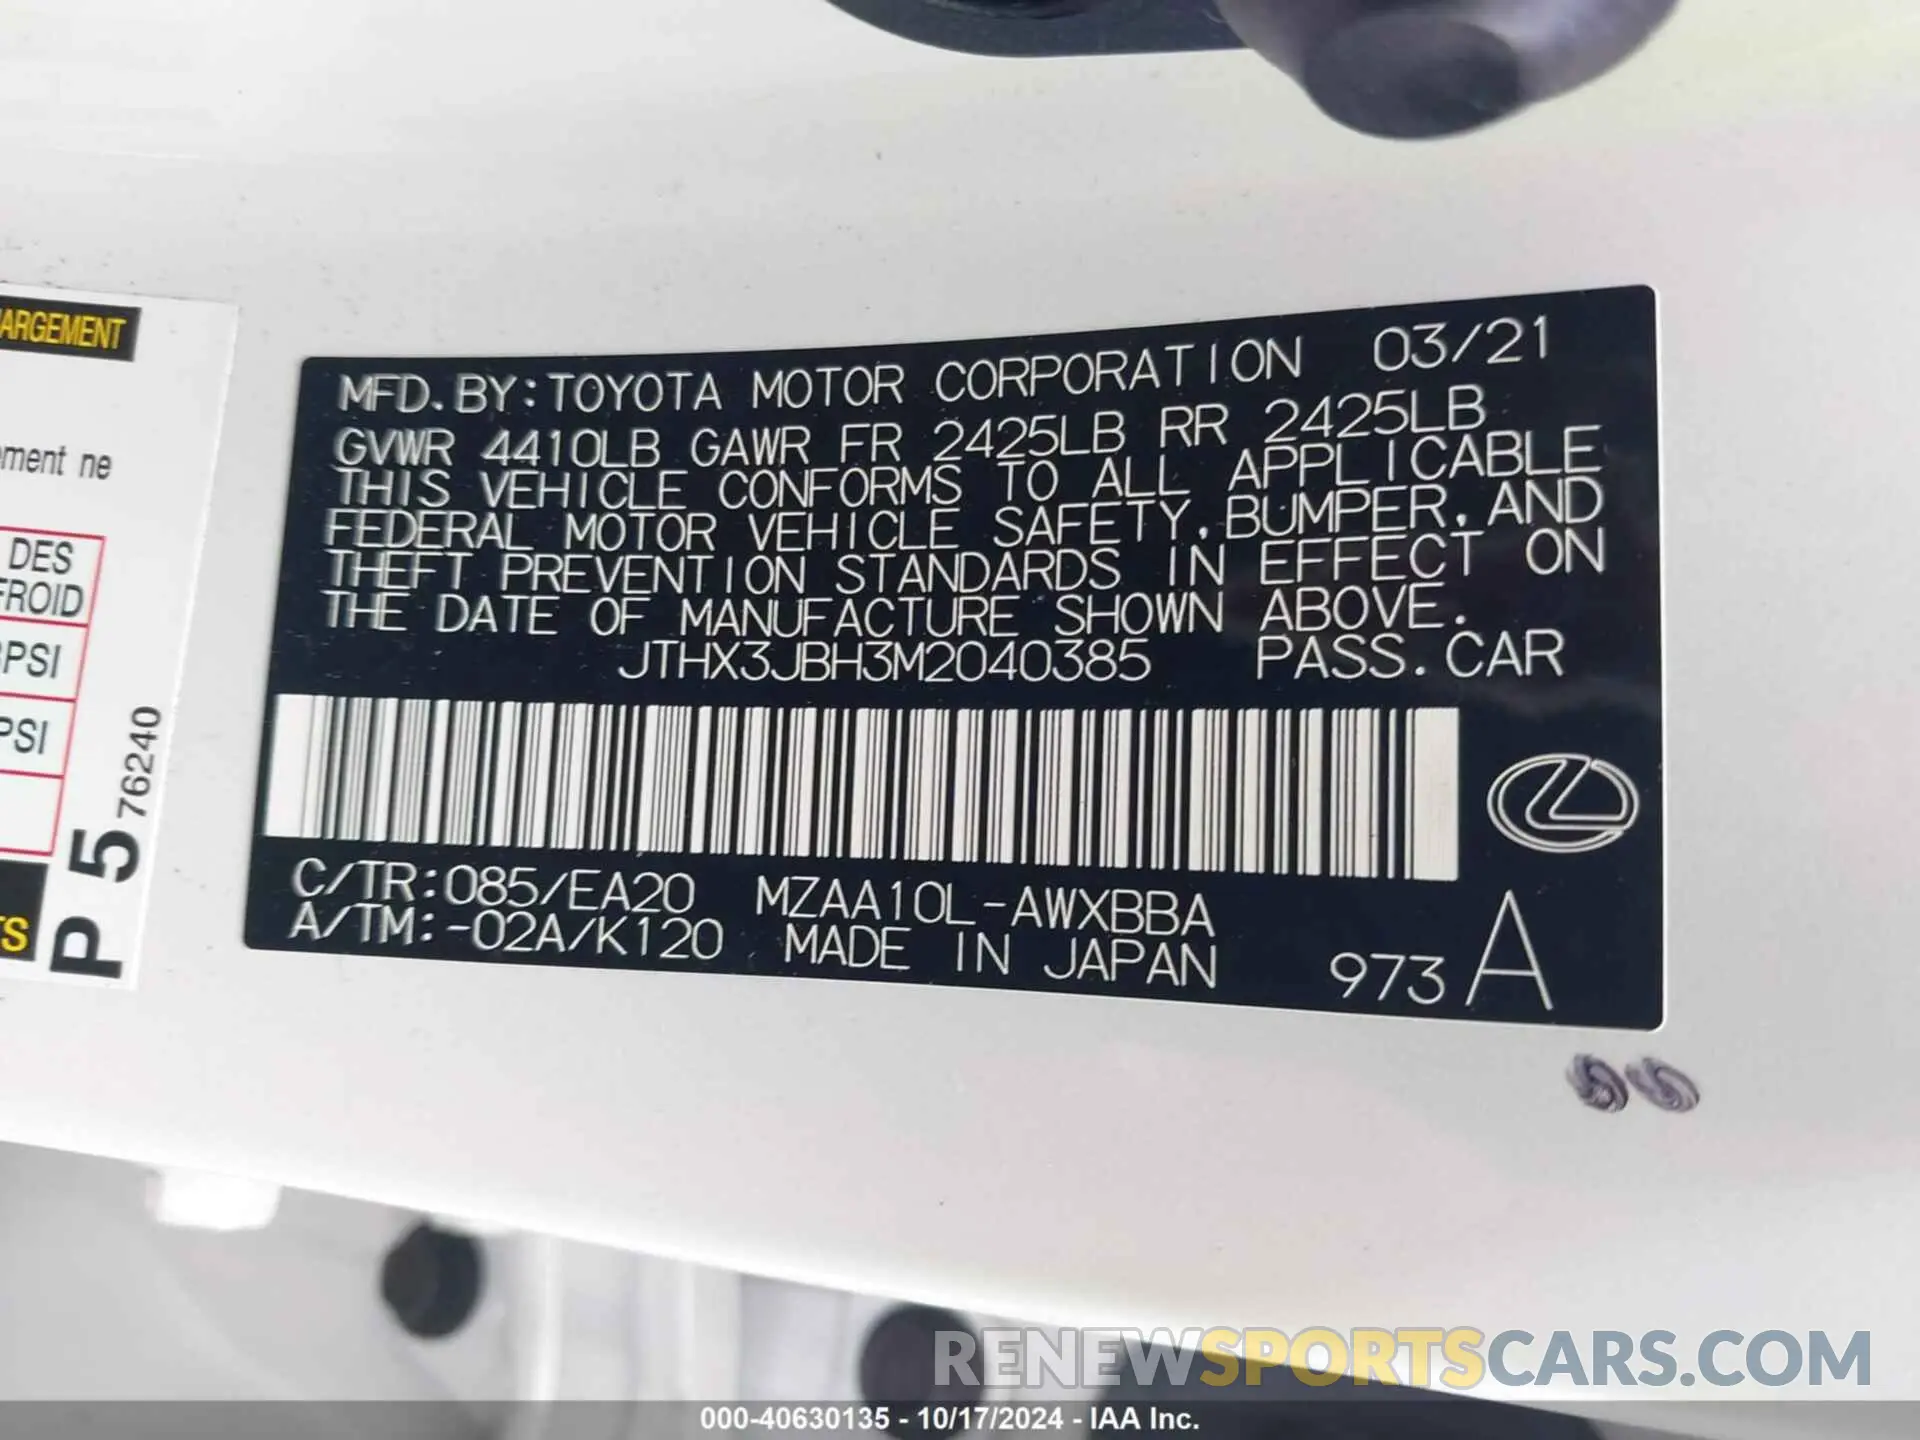 ARGEMENT
ment ne
DES
FROID
PSI
PSI
TS
P 5 76240
MFD. BY: TOYOTA MOTOR CORPORATION 03/21
GVWR 4410LB GAWR FR 2425LB RR 2425LB
THIS VEHICLE CONFORMS TO ALL APPLICABLE
FEDERAL MOTOR VEHICLE SAFETY, BUMPER, AND
THEFT PREVENTION STANDARDS IN EFFECT ON
THE DATE OF MANUFACTURE SHOWN ABOVE.
JTHX3JBH3M2040385 PASS. CAR
C/TR:085/EA20 MZAA10L-AWXBBA
A/TM:-02A/K120 MADE IN JAPAN 973 A
RENEWSPORTSCARS.COM
000-40630135 - 10/17/2024 - IAA Inc.